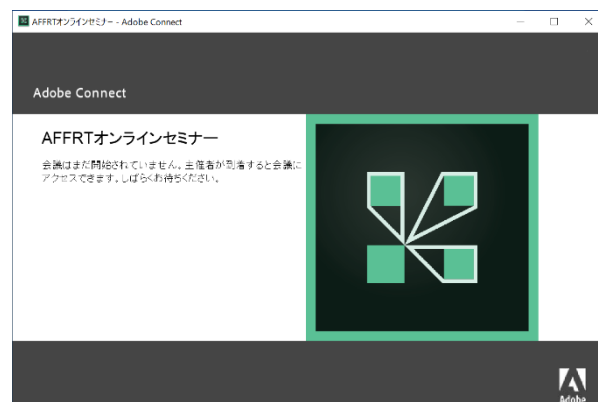 AFFRTオンラインセミナー - Adobe Connect
Adobe Connect
AFFRTオンラインセミナー
会議はまだ開始されていません。主催者が到着すると会議に
アクセスできます。しばらくお待ちください。
Adobe